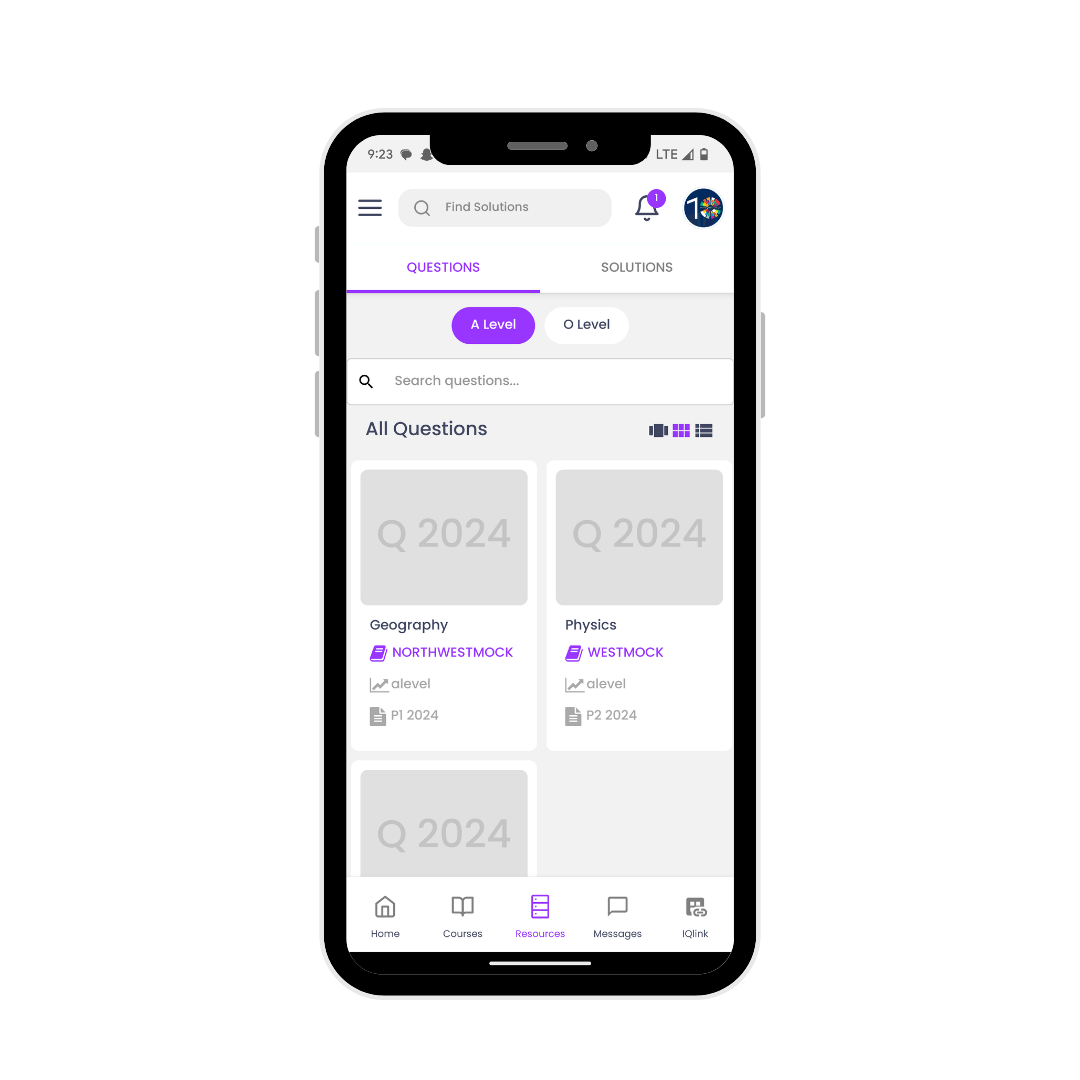 9:23 LTE
Find Solutions 1 10
QUESTIONS SOLUTIONS
A Level O Level
Search questions...
All Questions
Q 2024 Q 2024
Geography Physics
NORTHWESTMOCK WESTMOCK
alevel alevel
P1 2024 P2 2024
Q 2024
Home Courses Resources Messages IQlink